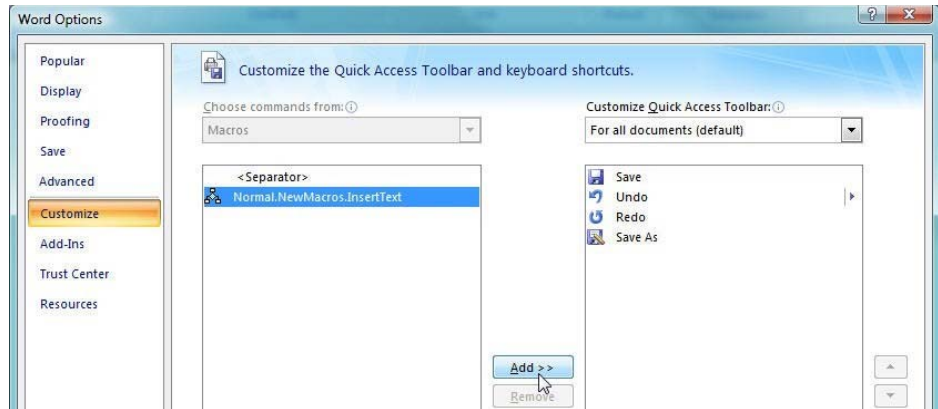 Word Options
Popular
Display
Proofing
Save
Advanced
Customize
Add-Ins
Trust Center
Resources
Customize the Quick Access Toolbar and keyboard shortcuts.
Choose commands from:
Macros
<Separator>
Normal.NewMacros.InsertText
Add >>
Remove
Customize Quick Access Toolbar:
For all documents (default)
Save
Undo
Redo
Save As